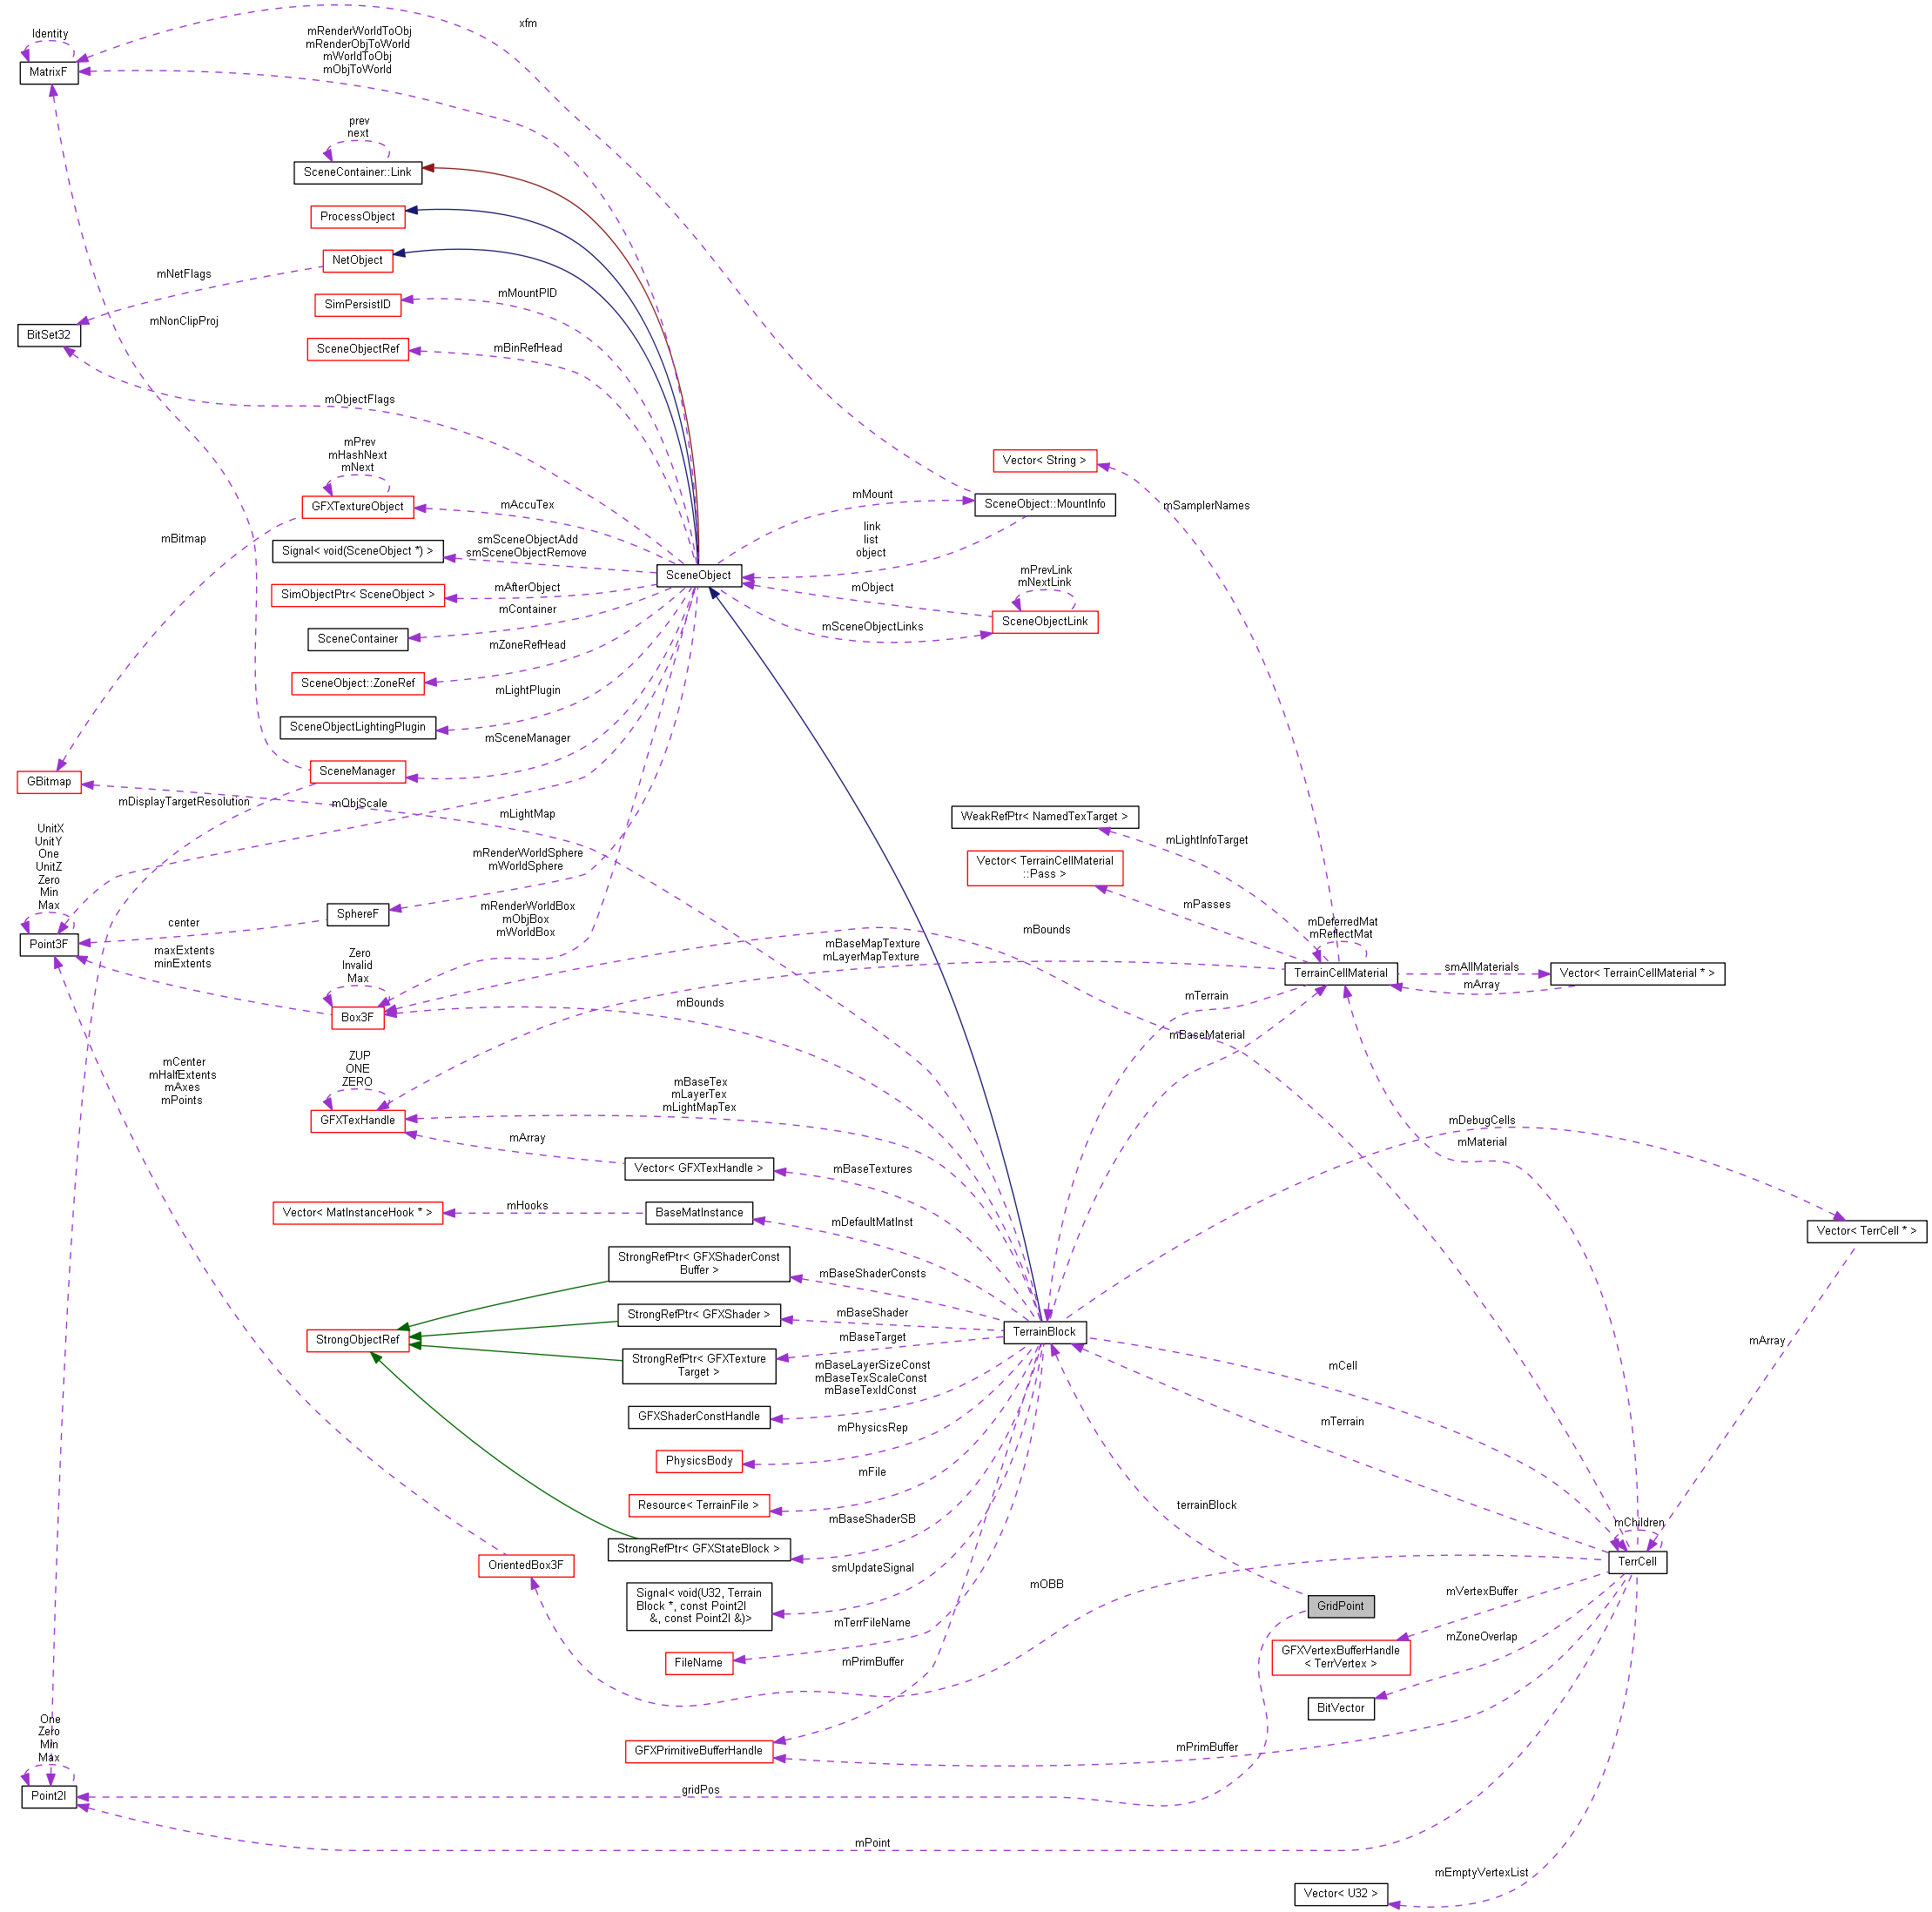 xfm
Identity
mRenderWorldToObj
mRenderObjToWorld
mWorldToObj
mObjToWorld
MatrixF
prev
next
SceneContainer::Link
ProcessObject
NetObject
mNetFlags
mMountPID
SimPersistID
mNonClipProj
BitSet32
SceneObjectRef
mBinRefHead
mObjectFlags
mPrev
mHashNext
mNext
GFXTextureObject
mAccuTex
mBitmap
Signal< void(SceneObject *) >
smSceneObjectAdd
smSceneObjectRemove
SimObjectPtr< SceneObject >
mAfterObject
mContainer
SceneContainer
mZoneRefHead
SceneObject::ZoneRef
mLightPlugin
SceneObjectLightingPlugin
mSceneManager
SceneManager
SceneObject
mMount
link
list
object
mObject
mSceneObjectLinks
Vector< String >
SceneObject::MountInfo
mSamplerNames
mPrevLink
mNextLink
SceneObjectLink
GBitmap
mDisplayTargetResolution
mObjScale
mLightMap
UnitX
UnitY
One
UnitZ
Zero
Min
Max
Point3F
mRenderWorldSphere
mWorldSphere
SphereF
center
mRenderWorldBox
mObjBox
mWorldBox
maxExtents
minExtents
Zero
Invalid
Max
Box3F
WeakRefPtr< NamedTexTarget >
mLightInfoTarget
Vector< TerrainCellMaterial
::Pass >
mPasses
mDeferredMat
mReflectMat
mBounds
mBaseMapTexture
mLayerMapTexture
TerrainCellMaterial
smAllMaterials
mArray
Vector< TerrainCellMaterial * >
mBounds
mTerrain
mBaseMaterial
mCenter
mHalfExtents
mAxes
mPoints
ZUP
ONE
ZERO
GFXTexHandle
mBaseTex
mLayerTex
mLightMapTex
mArray
Vector< GFXTexHandle >
mBaseTextures
mDebugCells
mMaterial
Vector< MatInstanceHook * >
mHooks
BaseMatInstance
mDefaultMatInst
Vector< TerrCell * >
StrongRefPtr< GFXShaderConst
Buffer >
mBaseShaderConsts
StrongRefPtr< GFXShader >
mBaseShader
StrongObjectRef
mBaseTarget
StrongRefPtr< GFXTexture
Target >
TerrainBlock
mArray
mBaseLayerSizeConst
mBaseTexScaleConst
mBaseTexIdConst
GFXShaderConstHandle
mCell
mTerrain
mPhysicsRep
PhysicsBody
mFile
Resource< TerrainFile >
terrainBlock
mBaseShaderSB
StrongRefPtr< GFXStateBlock >
mChildren
TerrCell
OrientedBox3F
smUpdateSignal
mOBB
Signal< void(U32, Terrain
Block *, const Point2I
&, const Point2I &)>
mVertexBuffer
GridPoint
mTerrFileName
mZoneOverlap
GFXVertexBufferHandle
< TerrVertex >
FileName
mPrimBuffer
BitVector
One
Zero
Min
Max
GFXPrimitiveBufferHandle
mPrimBuffer
Point2I
gridPos
mPoint
mEmptyVertexList
Vector< U32 >